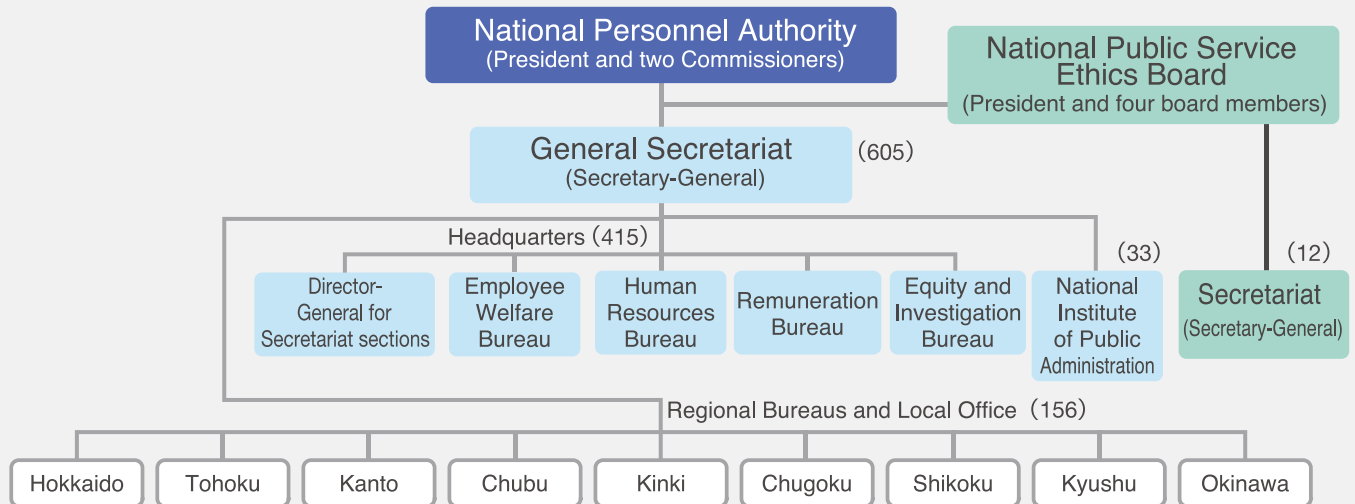 National Personnel Authority
(President and two Commissioners)
National Public Service
Ethics Board
(President and four board members)
General Secretariat
(Secretary-General)
(605)
Headquarters (415)
(33)
(12)
Director-
General for
Secretariat sections
Employee
Welfare
Bureau
Human
Resources
Bureau
Remuneration
Bureau
Equity and
Investigation
Bureau
National
Institute
of Public
Administration
Secretariat
(Secretary-General)
Regional Bureaus and Local Office (156)
Hokkaido
Tohoku
Kanto
Chubu
Kinki
Chugoku
Shikoku
Kyushu
Okinawa